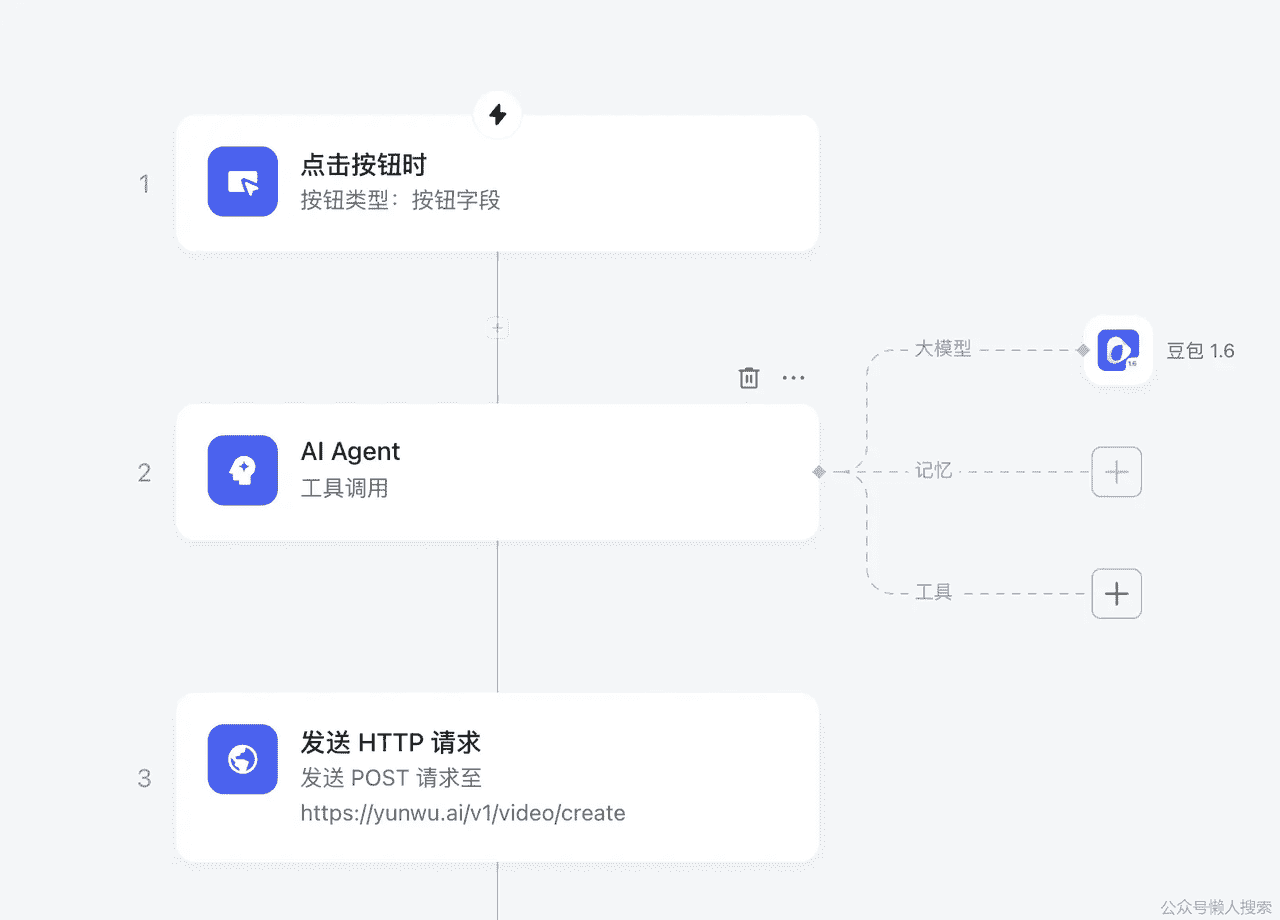 1
点击按钮时
按钮类型：按钮字段
大模型
豆包 1.6
1.6
2
AI Agent
工具调用
记忆
工具
3
发送 HTTP 请求
发送 POST 请求至
https://yunwu.ai/v1/video/create
公众号懒人搜索